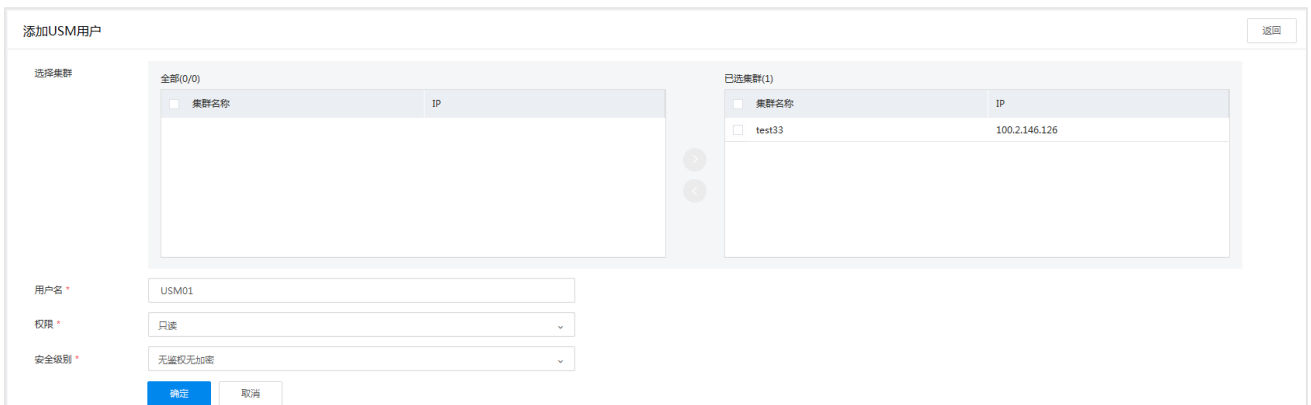 添加USM用户 返回
选择集群
全部(0/0) 已选集群(1)
集群名称 IP 集群名称 IP
test33 100.2.146.126
用户名 * USM01
权限 * 只读
安全级别 * 无鉴权无加密
确定 取消